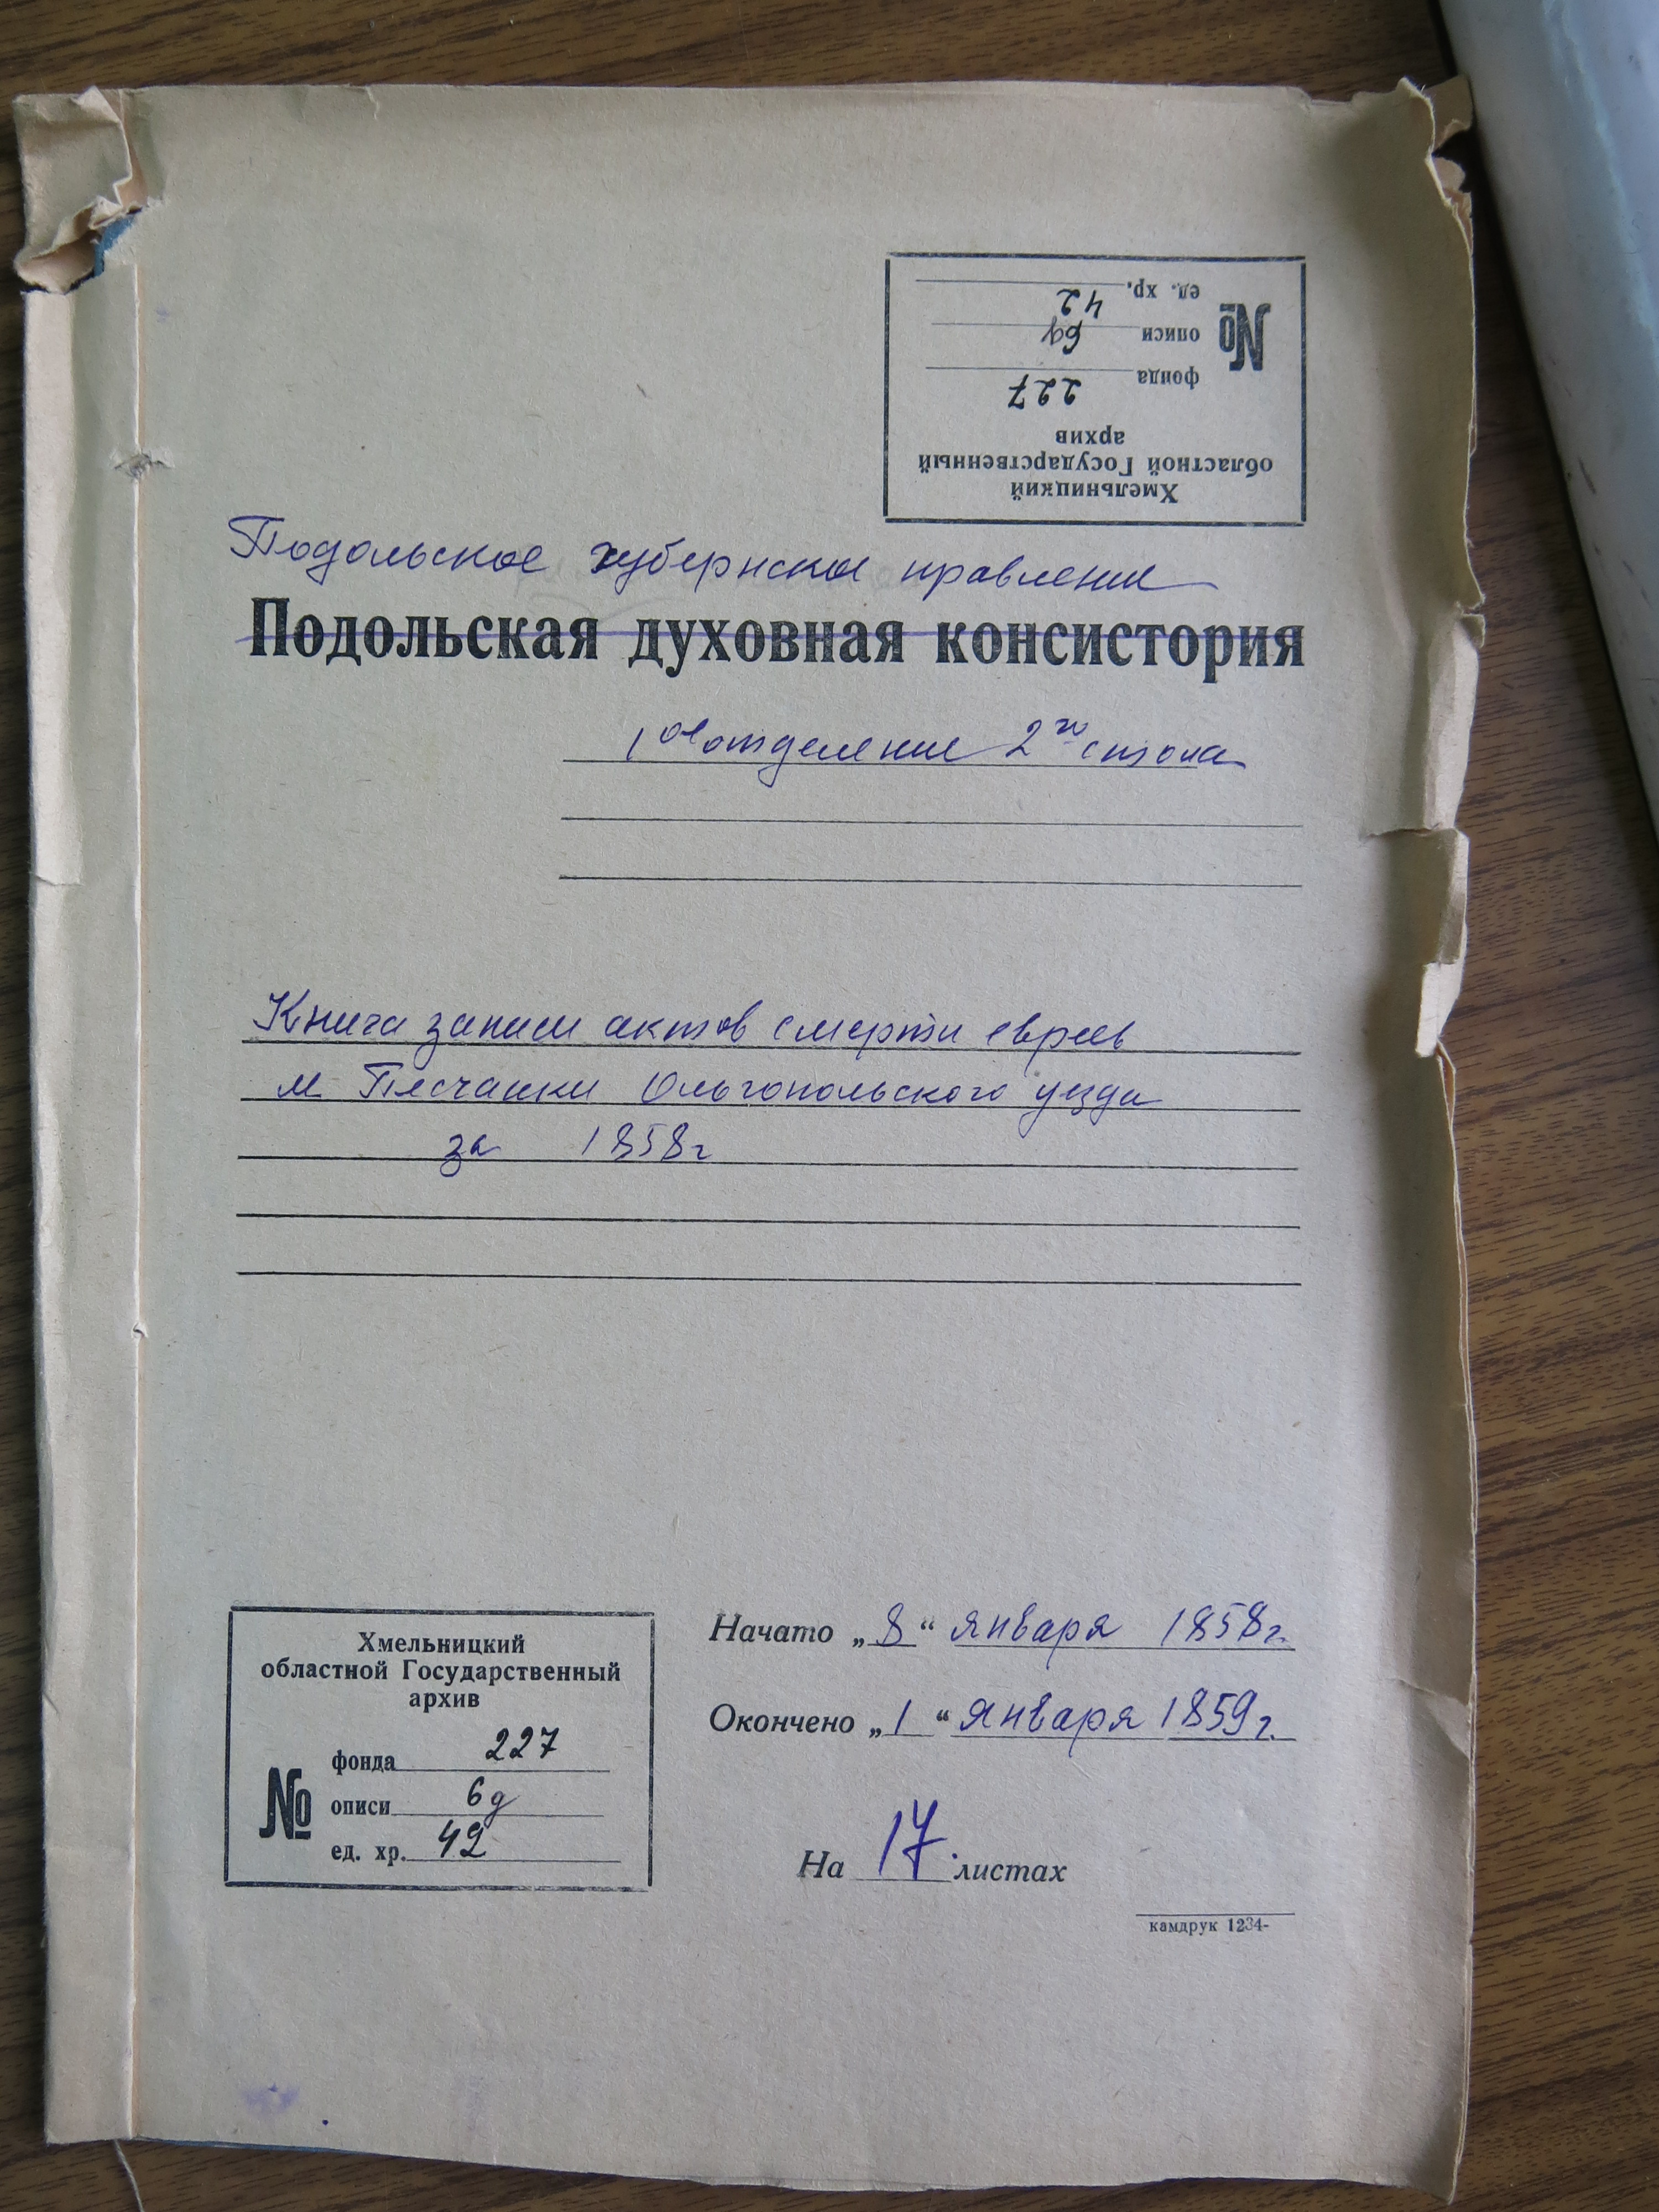 Хмельницкий
областной Государственный
архив
№
фонда 227
описи 6д
ед. хр. 42
Подольское губернское правление
Подольская духовная консистория
1ое отделение 2го стола
Книга записи актов смерти евреев
м. Песчанки Ольгопольского уезда
за 1858г
Хмельницкий
областной Государственный
архив
№
фонда 227
описи 6д
ед. хр. 42
Начато „8“ января 1858г.
Окончено „1“ января 1859г.
На 17 листах
камдрук 1234-